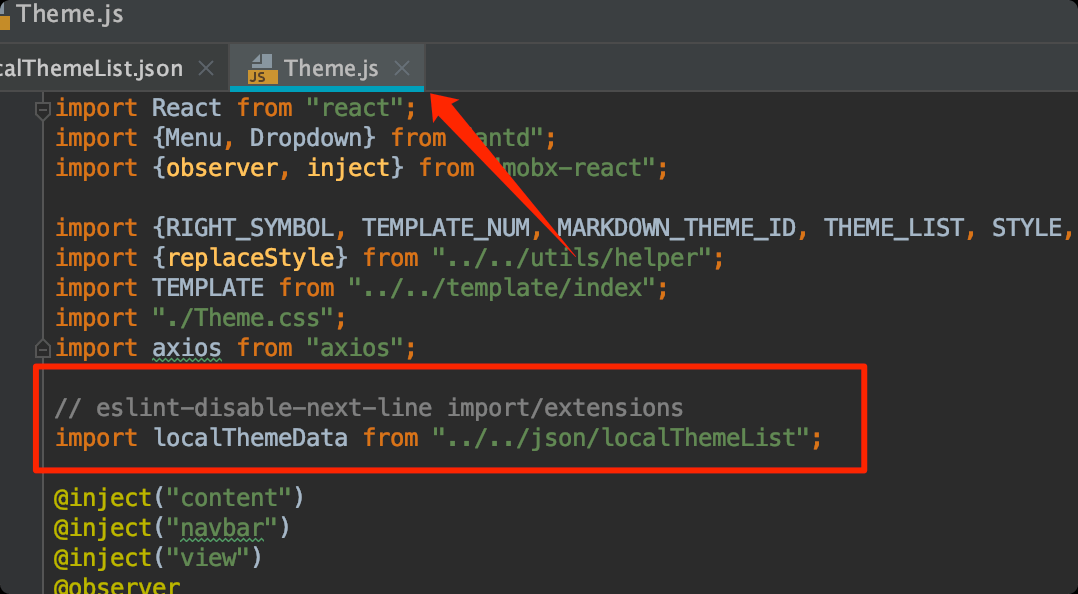 Theme.js
calThemeList.json
JS Theme.js
import React from "react";
import {Menu, Dropdown} from "antd";
import {observer, inject} from "mobx-react";
import {RIGHT_SYMBOL, TEMPLATE_NUM, MARKDOWN_THEME_ID, THEME_LIST, STYLE,
import {replaceStyle} from "../../utils/helper";
import TEMPLATE from "../../template/index";
import "./Theme.css";
import axios from "axios";
// eslint-disable-next-line import/extensions
import localThemeData from "../../json/localThemeList";
@inject("content")
@inject("navbar")
@inject("view")
@observer